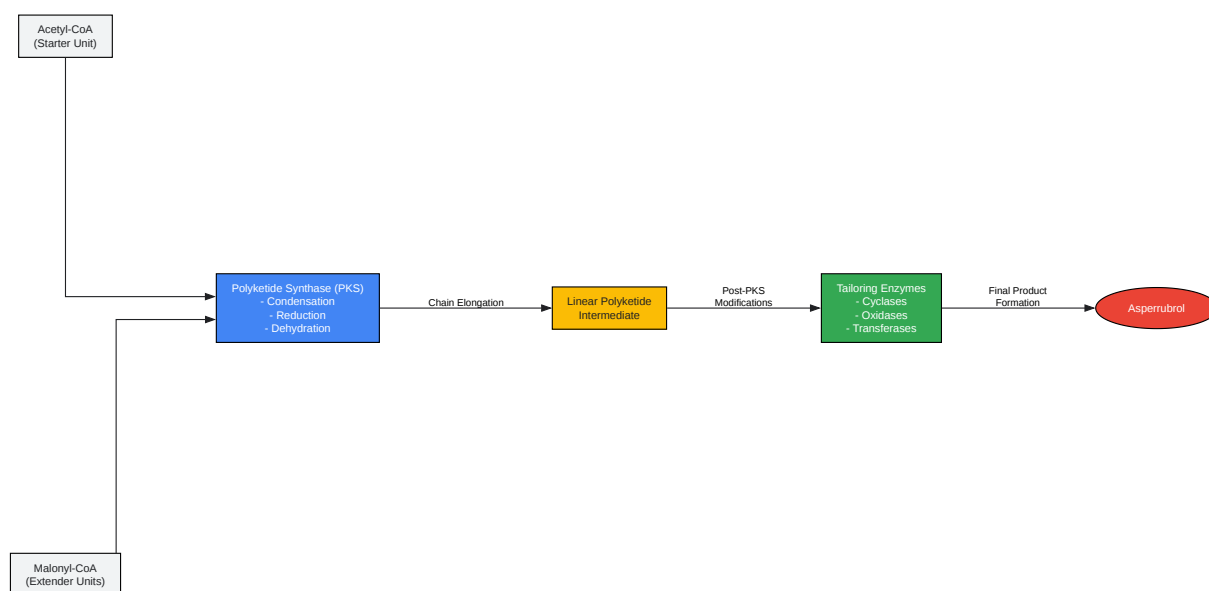 Acetyl-CoA
(Starter Unit)
Polyketide Synthase (PKS)
- Condensation
- Reduction
- Dehydration
Chain Elongation
Linear Polyketide
Intermediate
Post-PKS
Modifications
Tailoring Enzymes
- Cyclases
- Oxidases
- Transferases
Final Product
Formation
Asperrubrol
Malonyl-CoA
(Extender Units)